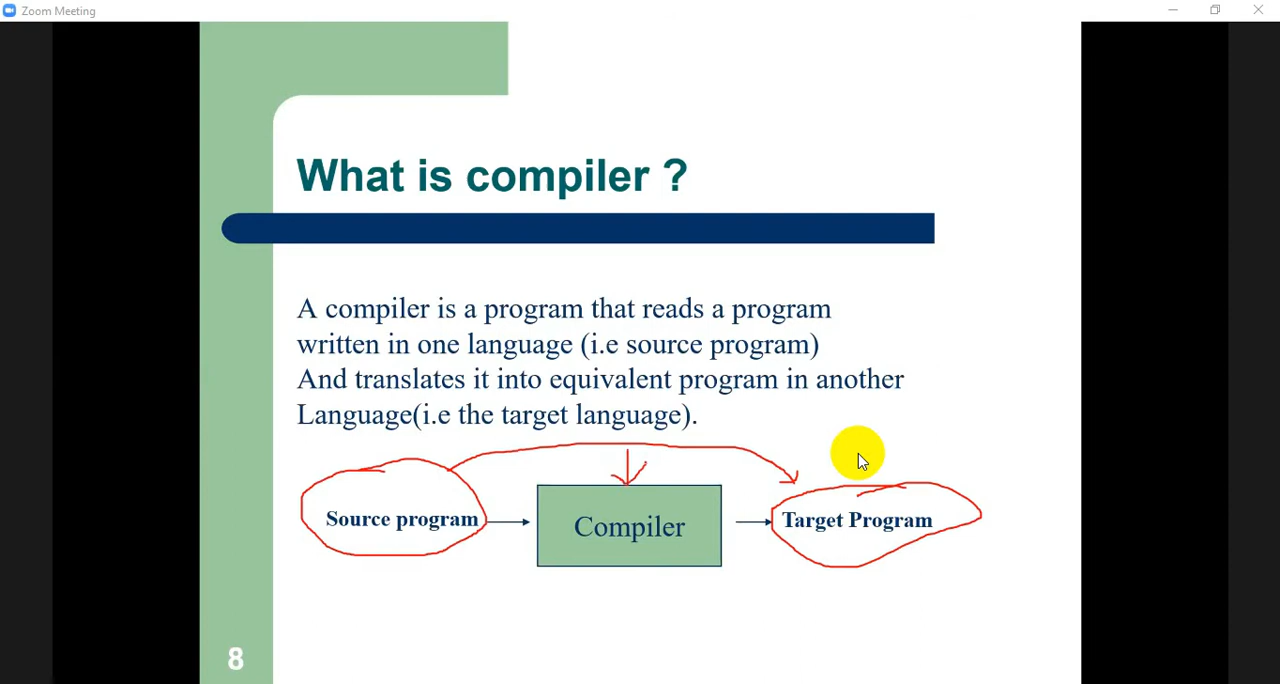 Zoom Meeting
What is compiler ?
A compiler is a program that reads a program
written in one language (i.e source program)
And translates it into equivalent program in another
Language(i.e the target language).
Source program
Compiler
Target Program
8